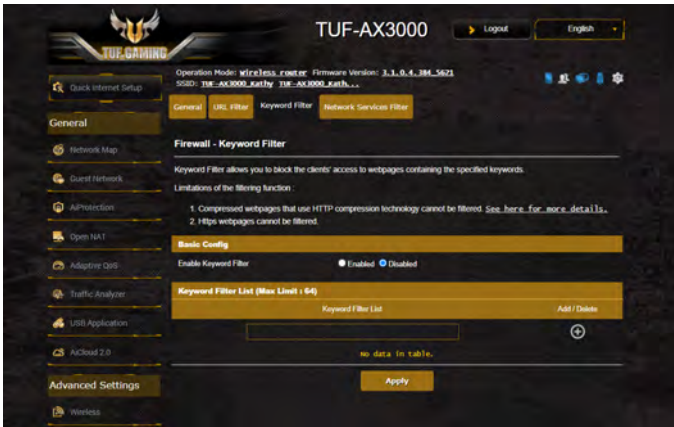 TUF GAMING
TUF-AX3000
Logout
English
Quick Internet Setup
Operation Mode: Wireless router Firmware Version: 3.1.0.4.384_5621
SSID: TUF-AX3000_Kathy TUF-AX3000_Kath...
General URL Filter Keyword Filter Network Services Filter
General
Network Map
Guest Network
AiProtection
Open NAT
Adaptive QoS
Traffic Analyzer
USB Application
AiCloud 2.0
Advanced Settings
Wireless
Firewall - Keyword Filter
Keyword Filter allows you to block the clients' access to webpages containing the specified keywords.
Limitations of the filtering function :
1. Compressed webpages that use HTTP compression technology cannot be filtered. See here for more details.
2. Https webpages cannot be filtered.
Basic Config
Enable Keyword Filter Enabled Disabled
Keyword Filter List (Max Limit : 64)
Keyword Filter List Add / Delete
No data in table.
Apply